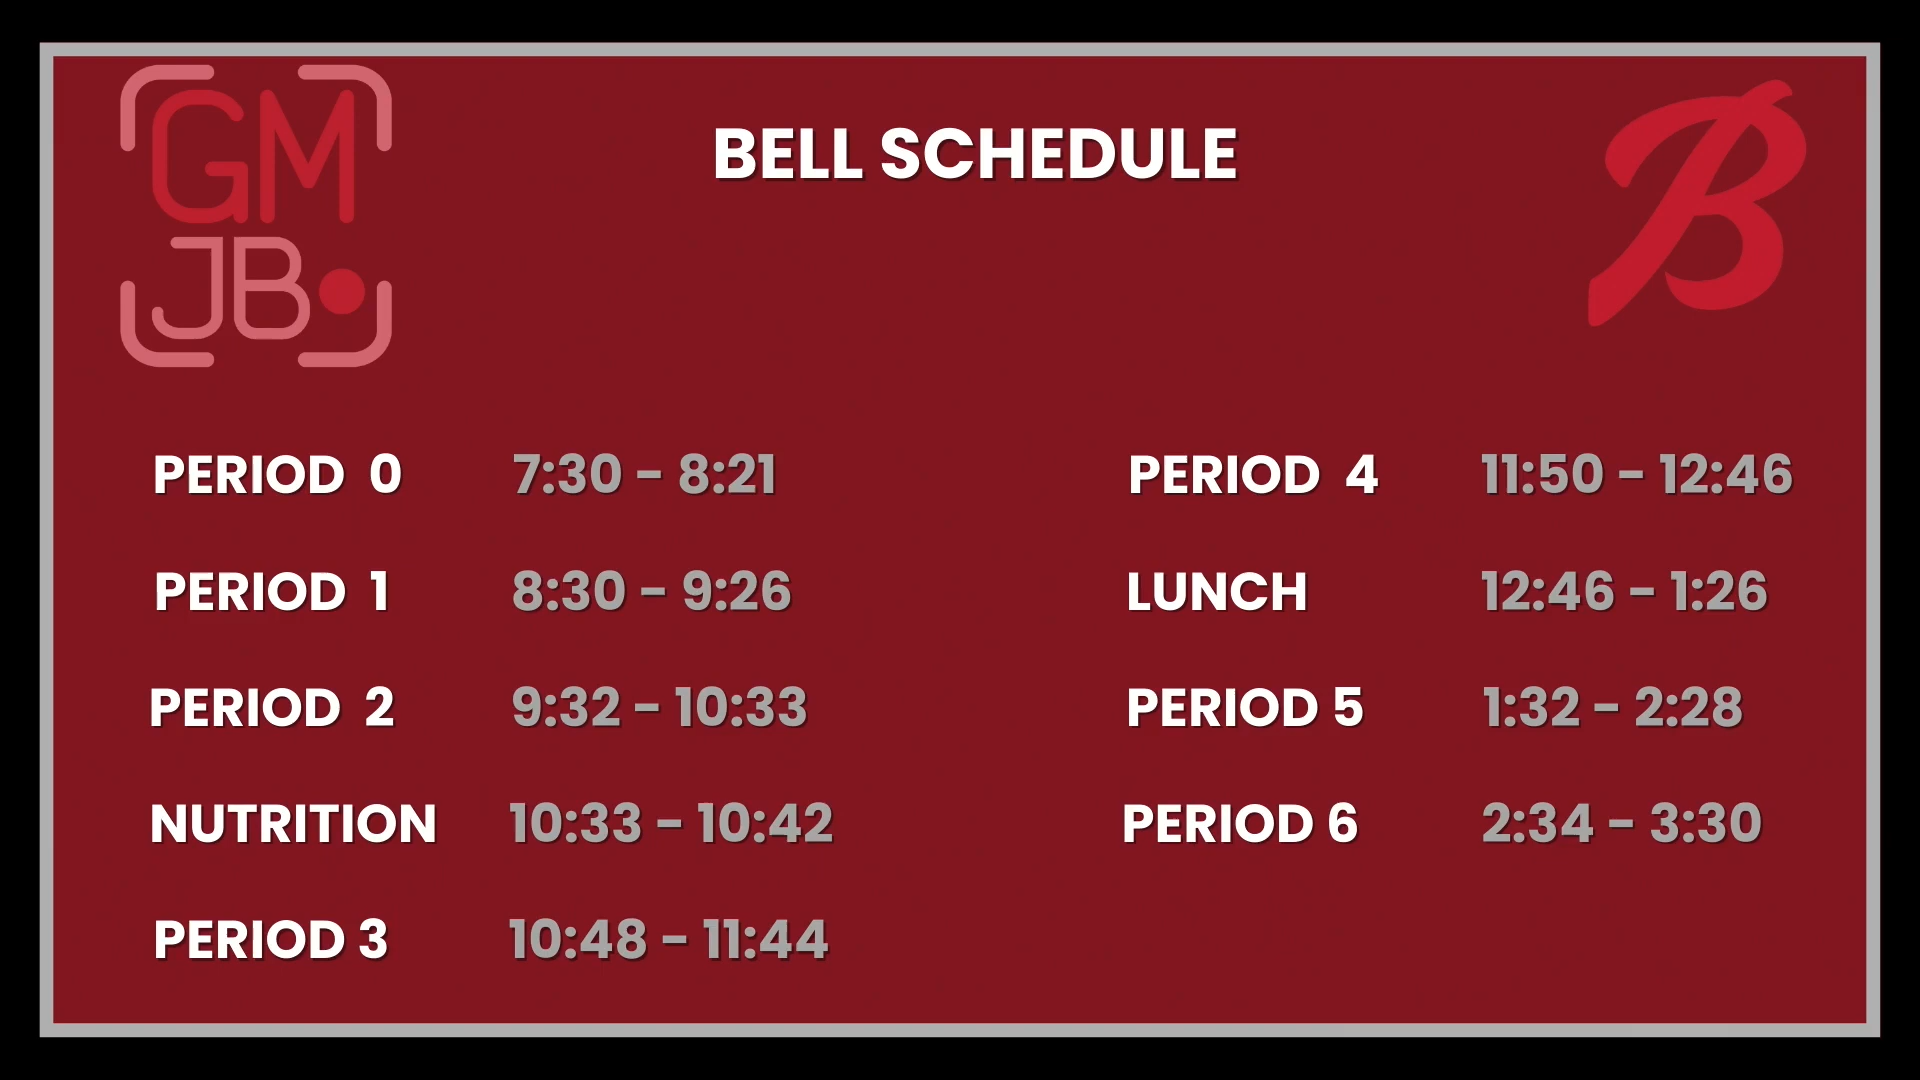 GM
JB
B
BELL SCHEDULE
PERIOD 0 7:30 - 8:21
PERIOD 1 8:30 - 9:26
PERIOD 2 9:32 - 10:33
NUTRITION 10:33 - 10:42
PERIOD 3 10:48 - 11:44
PERIOD 4 11:50 - 12:46
LUNCH 12:46 - 1:26
PERIOD 5 1:32 - 2:28
PERIOD 6 2:34 - 3:30